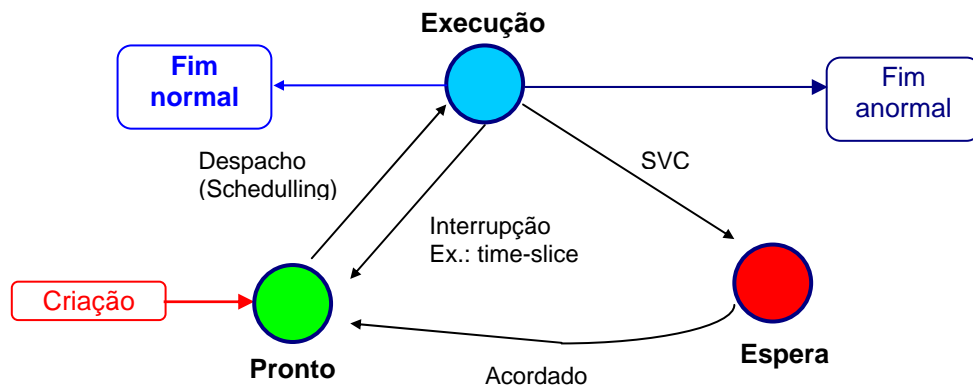 Execução
Fim
normal
Fim
anormal
Despacho
(Schedulling)
SVC
Interrupção
Ex.: time-slice
Criação
Pronto
Espera
Acordado